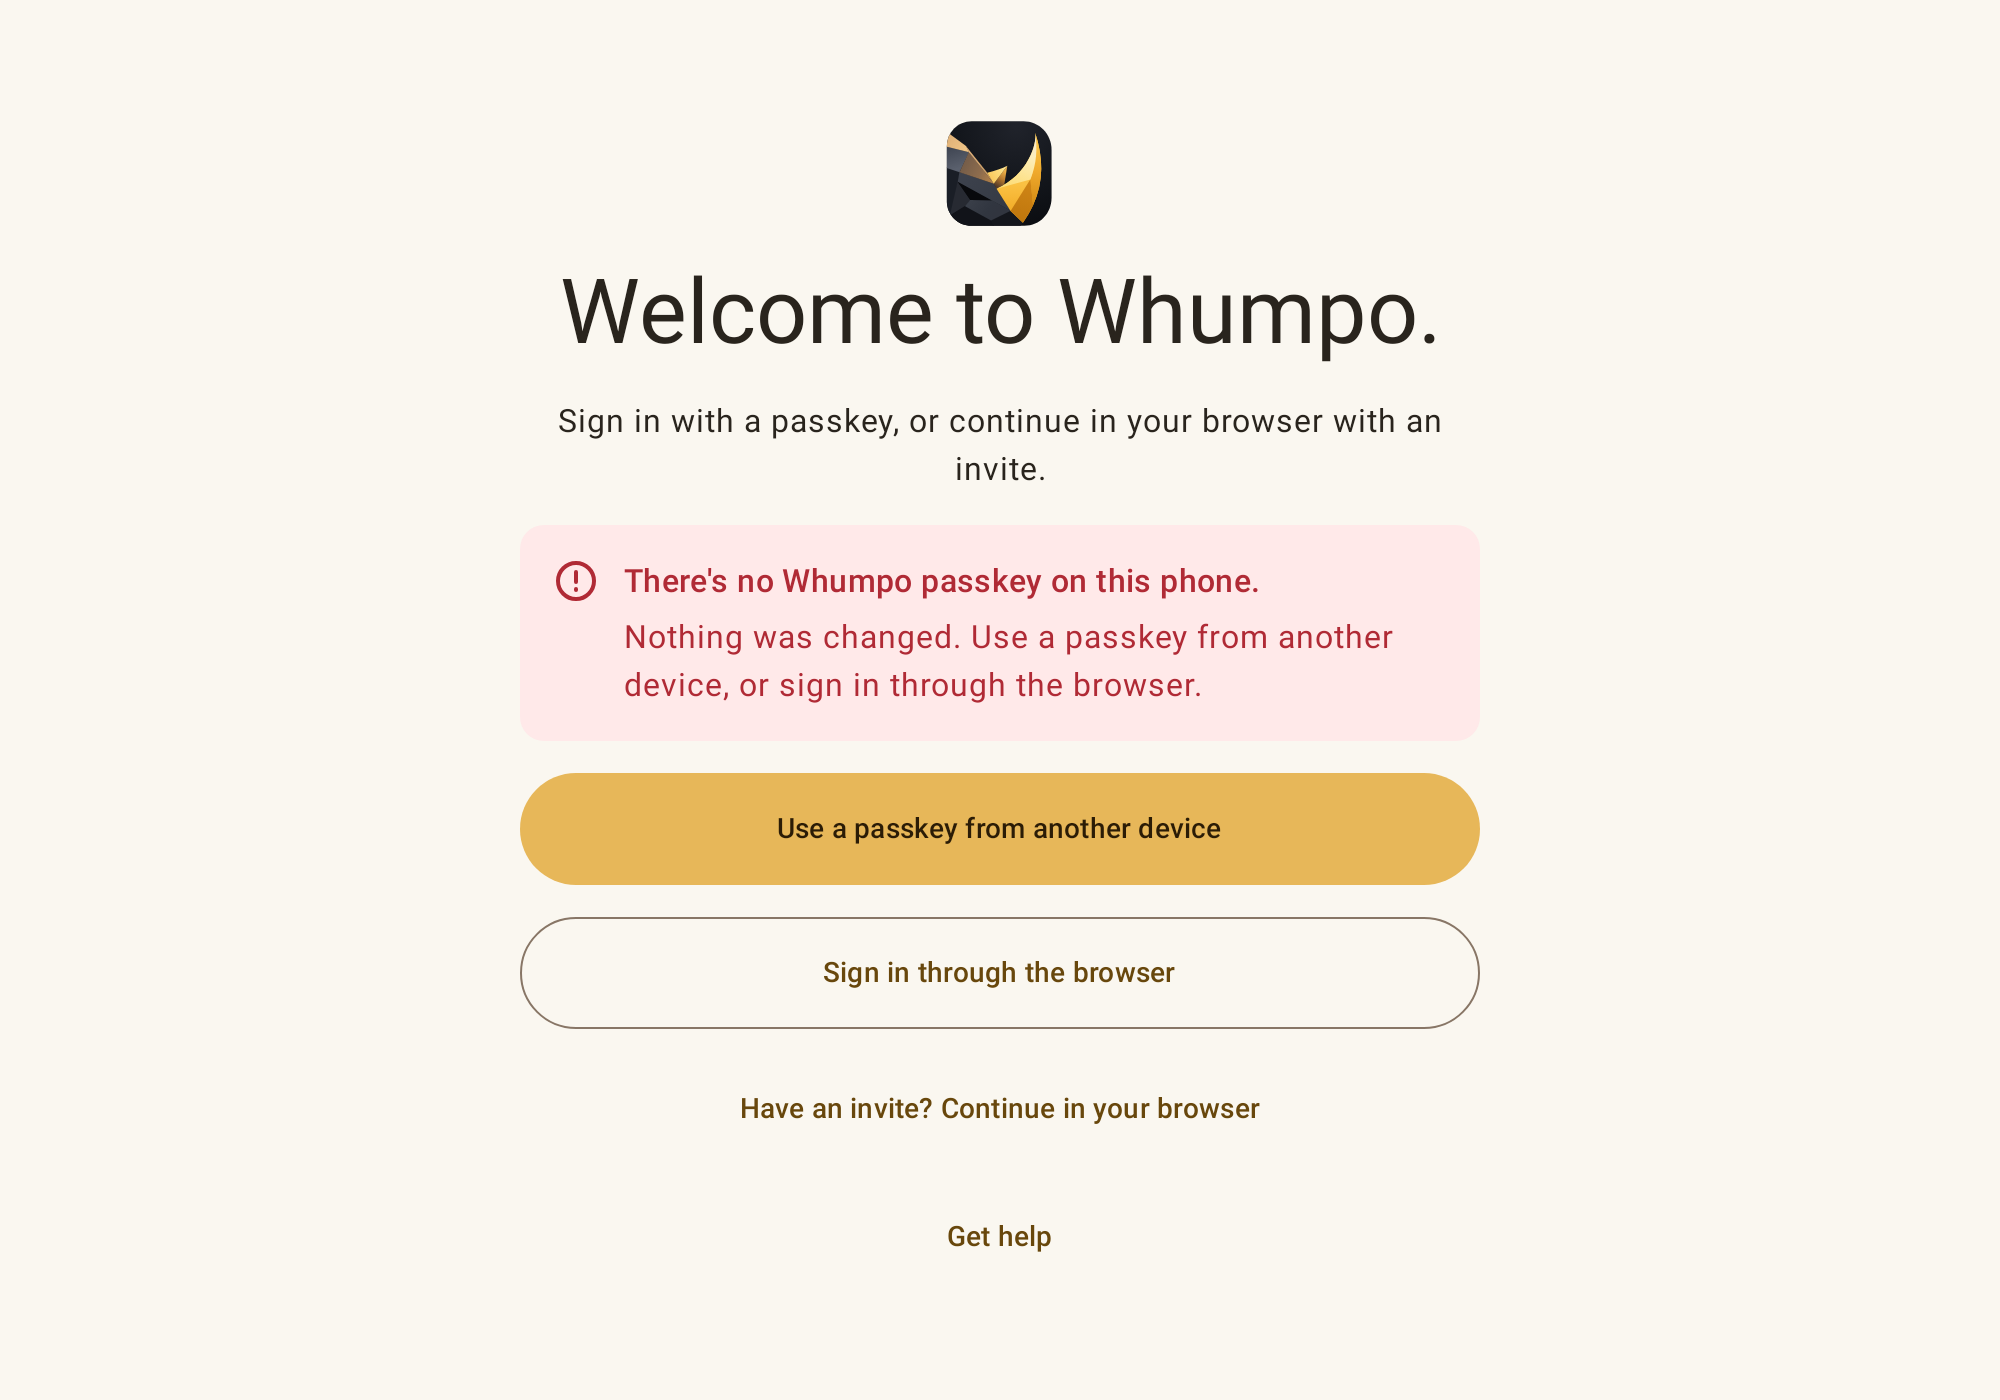 Welcome to Whumpo.
Sign in with a passkey, or continue in your browser with an
invite.
There's no Whumpo passkey on this phone.
Nothing was changed. Use a passkey from another
device, or sign in through the browser.
Use a passkey from another device
Sign in through the browser
Have an invite? Continue in your browser
Get help